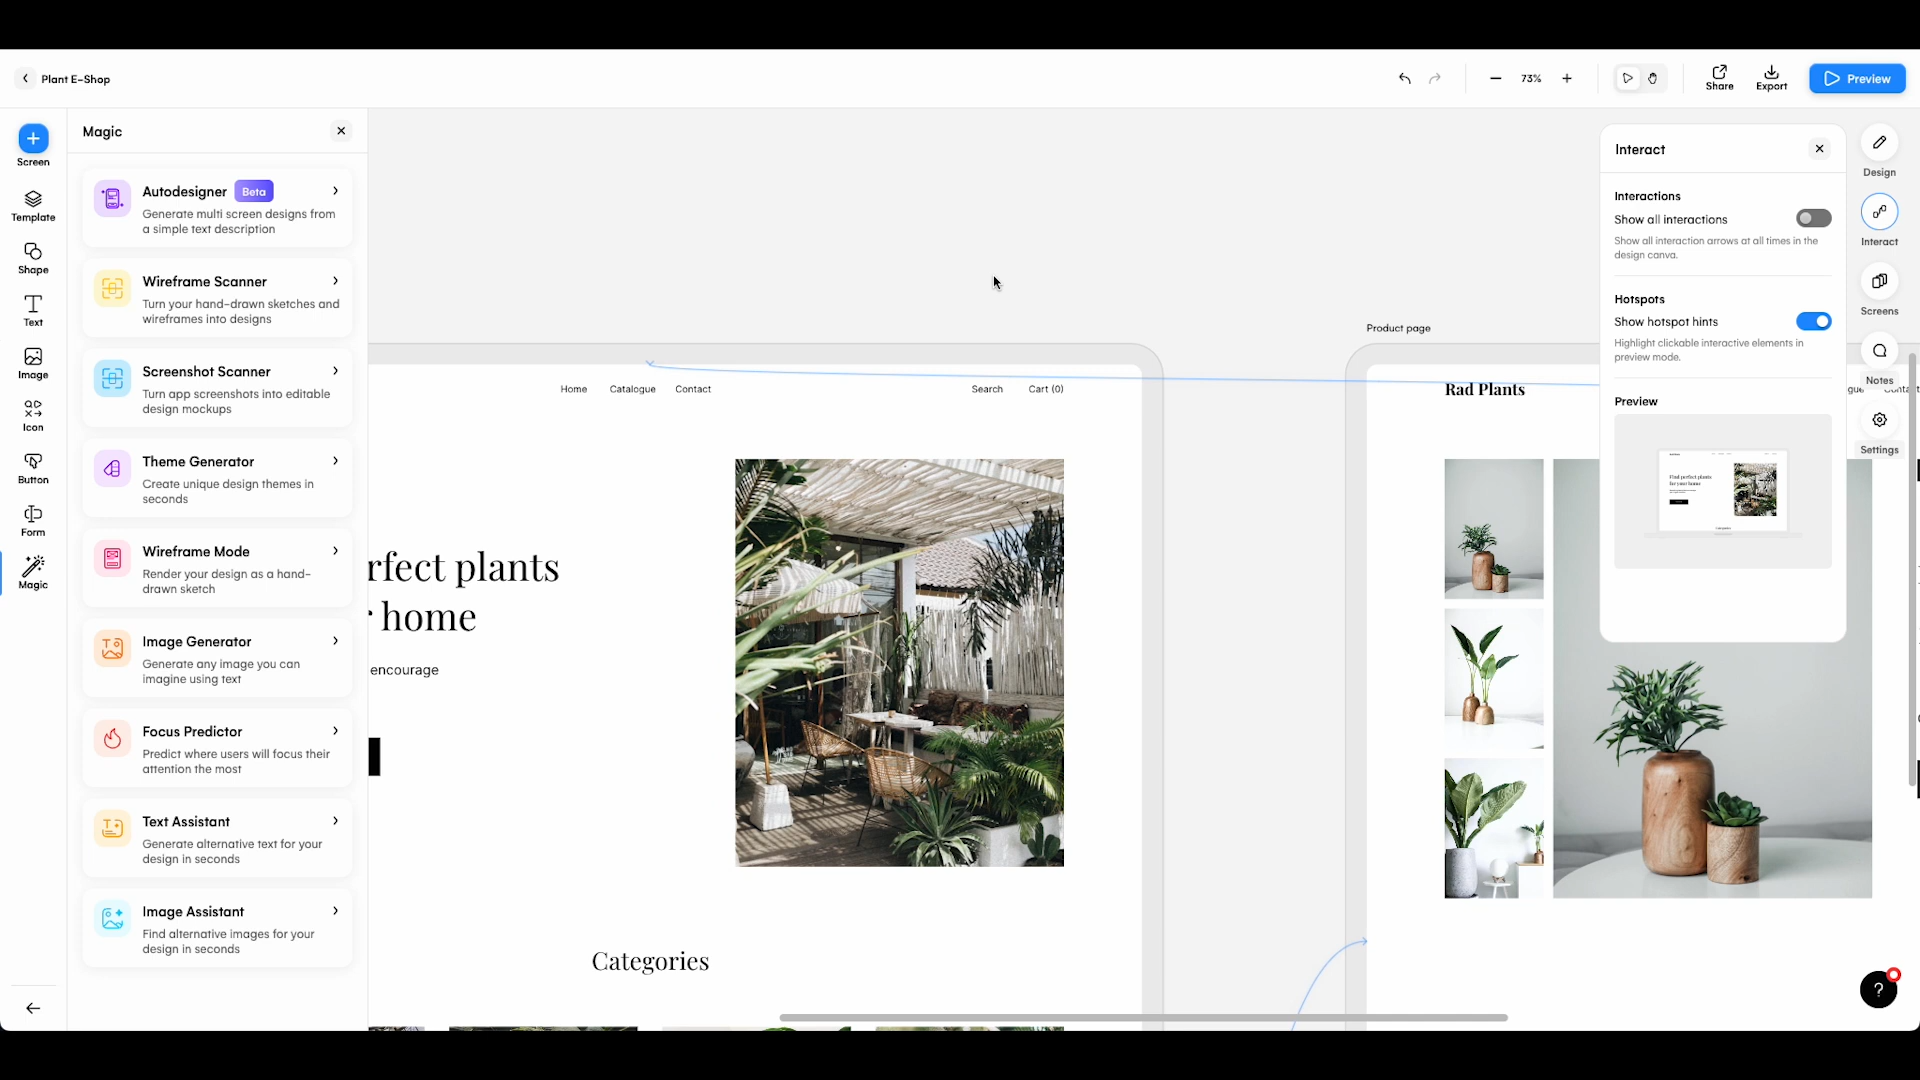 Plant E-Shop
73%
Share
Export
Preview
Screen
Template
Shape
Text
Image
Icon
Button
Form
Magic
Magic
Autodesigner Beta
Generate multi screen designs from
a simple text description
Wireframe Scanner
Turn your hand-drawn sketches and
wireframes into designs
Screenshot Scanner
Turn app screenshots into editable
design mockups
Theme Generator
Create unique design themes in
seconds
Wireframe Mode
Render your design as a hand-
drawn sketch
Image Generator
Generate any image you can
imagine using text
Focus Predictor
Predict where users will focus their
attention the most
Text Assistant
Generate alternative text for your
design in seconds
Image Assistant
Find alternative images for your
design in seconds
Home Catalogue Contact Search Cart (0)
rfect plants
home
encourage
Categories
Product page
Rad Plants
Interact
Interactions
Show all interactions
Show all interaction arrows at all times in the
design canva.
Hotspots
Show hotspot hints
Highlight clickable interactive elements in
preview mode.
Preview
Find perfect plants
for your home
Design
Interact
Screens
Notes
Settings
?